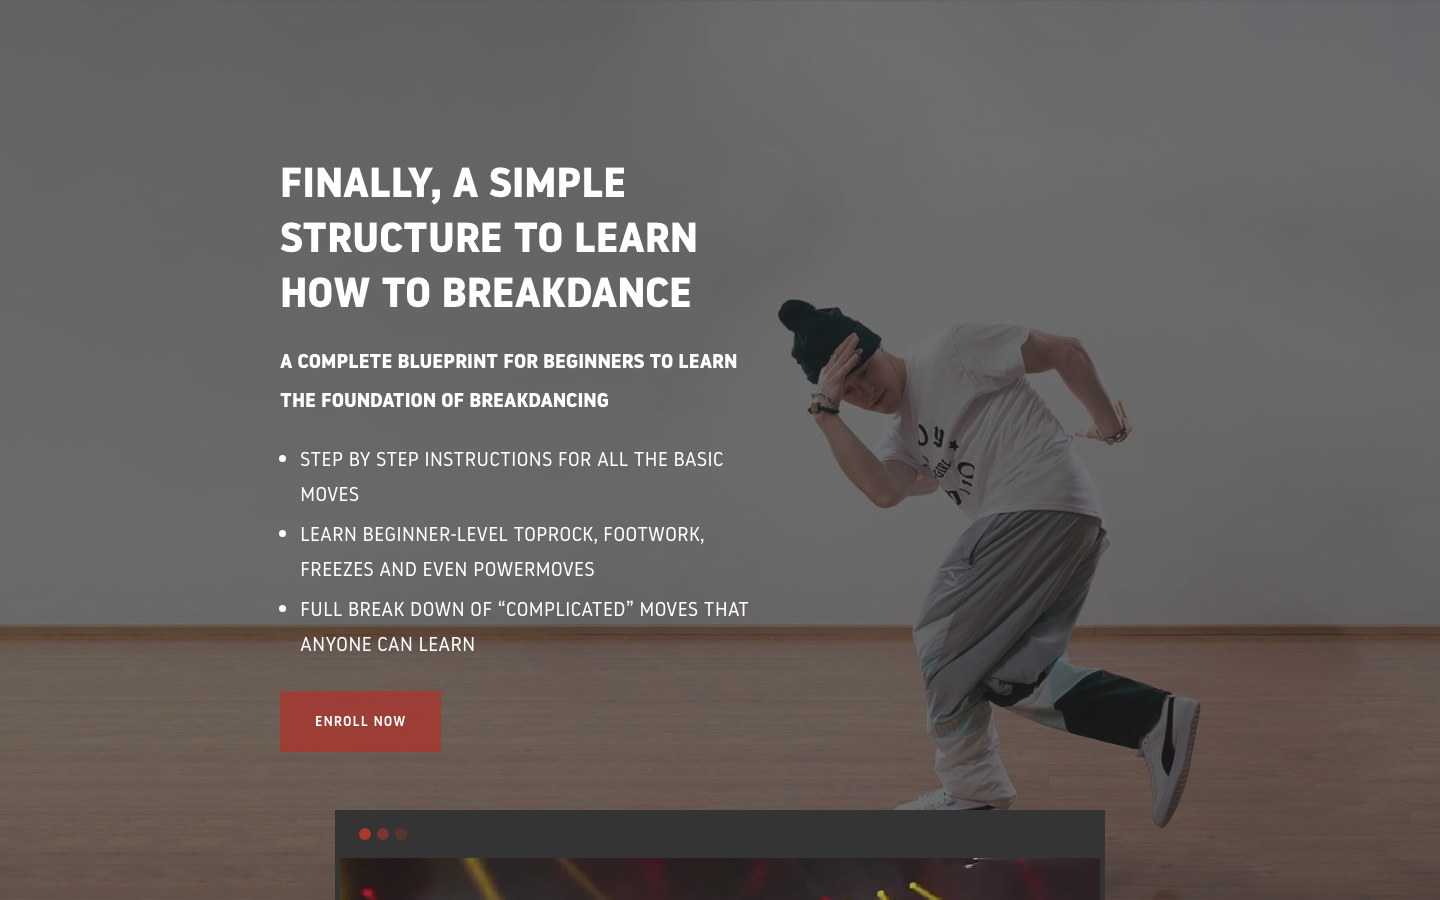 FINALLY, A SIMPLE
STRUCTURE TO LEARN
HOW TO BREAKDANCE
A COMPLETE BLUEPRINT FOR BEGINNERS TO LEARN
THE FOUNDATION OF BREAKDANCING
• STEP BY STEP INSTRUCTIONS FOR ALL THE BASIC
MOVES
• LEARN BEGINNER-LEVEL TOPROCK, FOOTWORK,
FREEZES AND EVEN POWERMOVES
• FULL BREAK DOWN OF “COMPLICATED” MOVES THAT
ANYONE CAN LEARN
ENROLL NOW